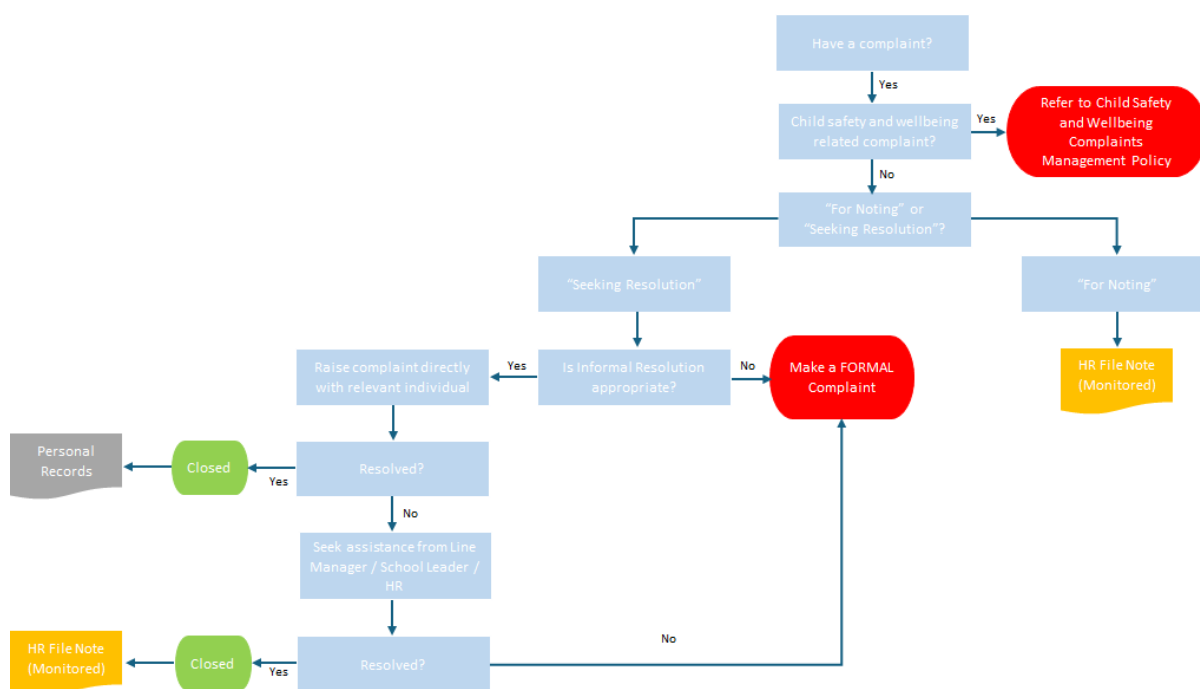 Have a complaint?
Yes
Child safety and wellbeing
related complaint?
Yes
Refer to Child Safety
and Wellbeing
Complaints
Management Policy
No
“For Noting” or
“Seeking Resolution”?
“Seeking Resolution”
“For Noting”
Raise complaint directly
with relevant individual
Yes
Is Informal Resolution
appropriate?
No
Make a FORMAL
Complaint
HR File Note
(Monitored)
Personal
Records
Closed
Yes
Resolved?
No
Seek assistance from Line
Manager / School Leader /
HR
HR File Note
(Monitored)
Closed
Yes
Resolved?
No